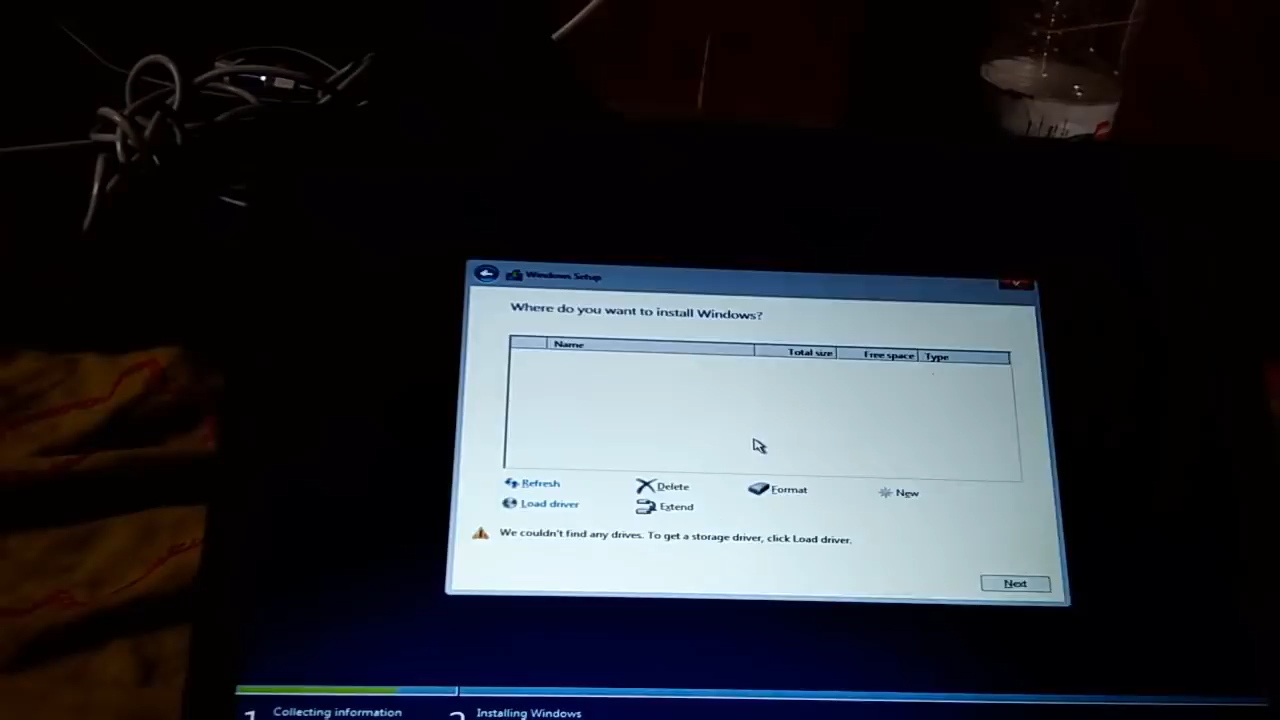 Windows Setup
Where do you want to install Windows?
Name Total size Free space Type
Refresh Delete Format New
Load driver Extend
We couldn't find any drives. To get a storage driver, click Load driver.
Next
1 Collecting information 2 Installing Windows